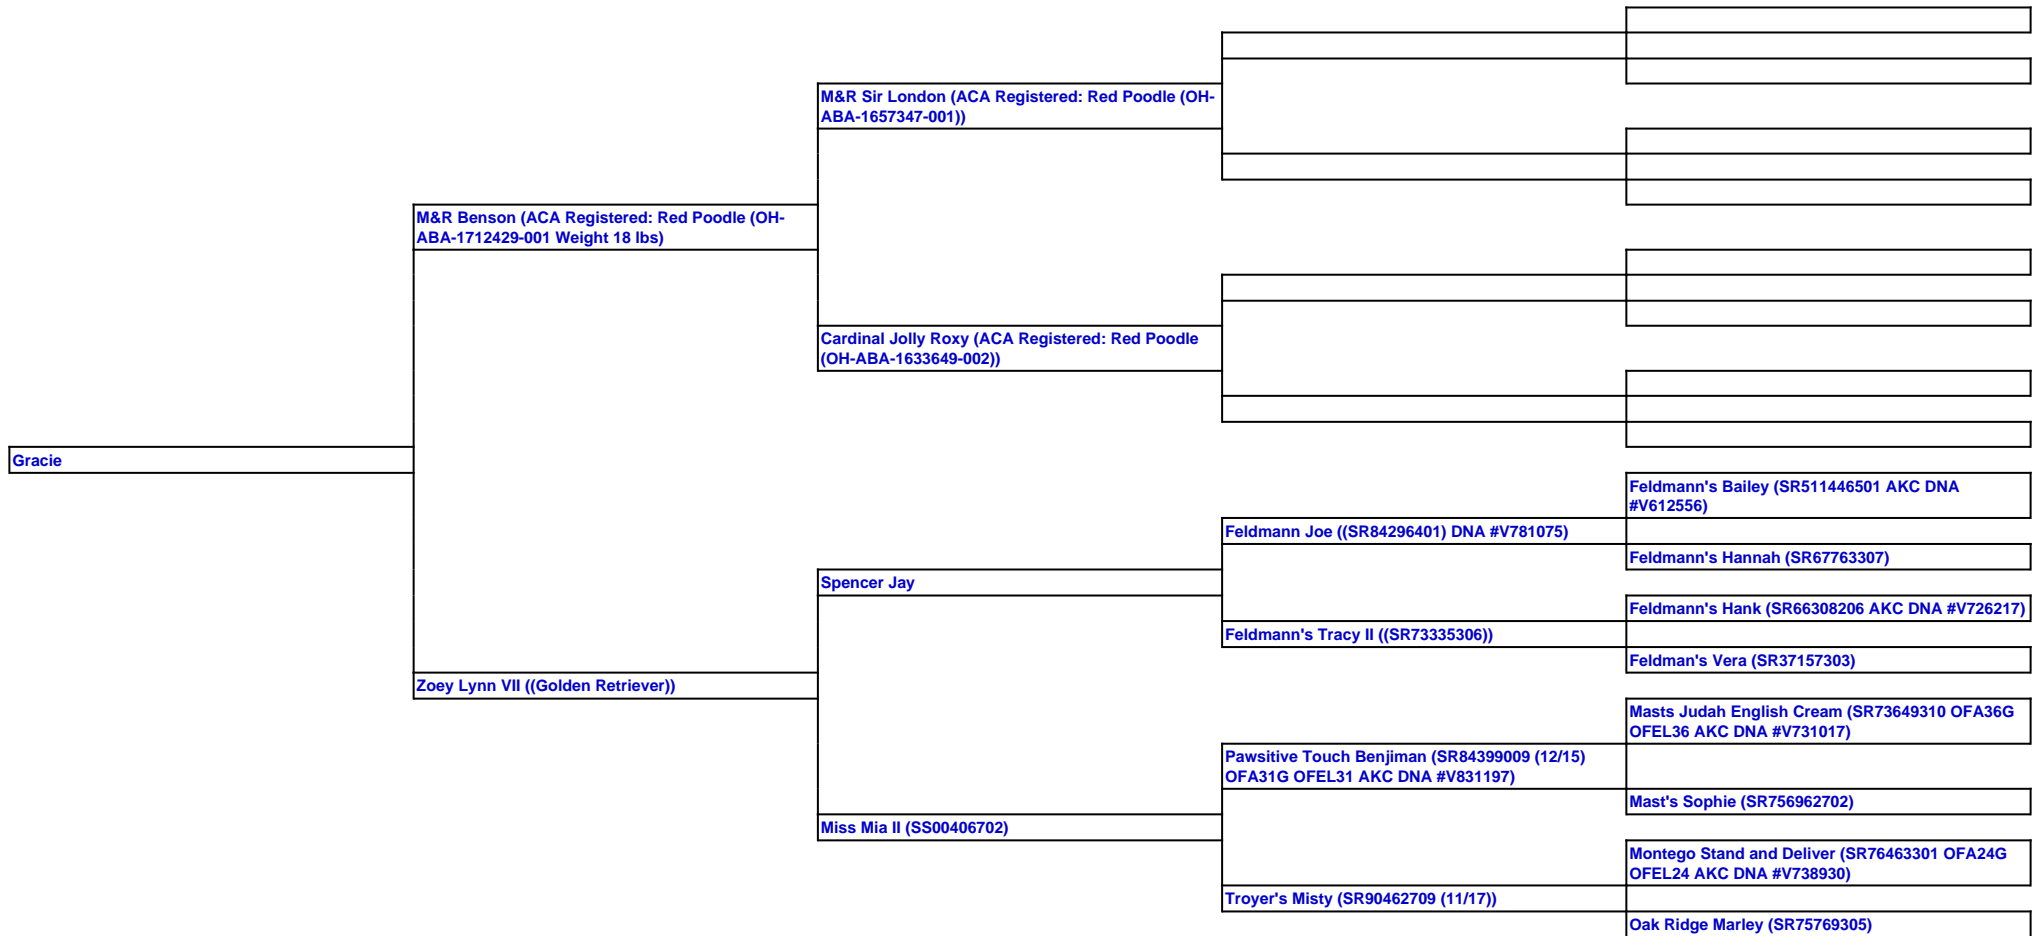 M&R Sir London (ACA Registered: Red Poodle (OH-
ABA-1657347-001))
M&R Benson (ACA Registered: Red Poodle (OH-
ABA-1712429-001 Weight 18 lbs)
Cardinal Jolly Roxy (ACA Registered: Red Poodle
(OH-ABA-1633649-002))
Gracie
Feldmann's Bailey (SR511446501 AKC DNA
#V612556)
Feldmann Joe ((SR84296401) DNA #V781075)
Feldmann's Hannah (SR67763307)
Spencer Jay
Feldmann's Hank (SR66308206 AKC DNA #V726217)
Feldmann's Tracy II ((SR73335306))
Feldman's Vera (SR37157303)
Zoey Lynn VII ((Golden Retriever))
Masts Judah English Cream (SR73649310 OFA36G
OFEL36 AKC DNA #V731017)
Pawsitive Touch Benjiman (SR84399009 (12/15)
OFA31G OFEL31 AKC DNA #V831197)
Mast's Sophie (SR756962702)
Miss Mia II (SS00406702)
Montego Stand and Deliver (SR76463301 OFA24G
OFEL24 AKC DNA #V738930)
Troyer's Misty (SR90462709 (11/17))
Oak Ridge Marley (SR75769305)